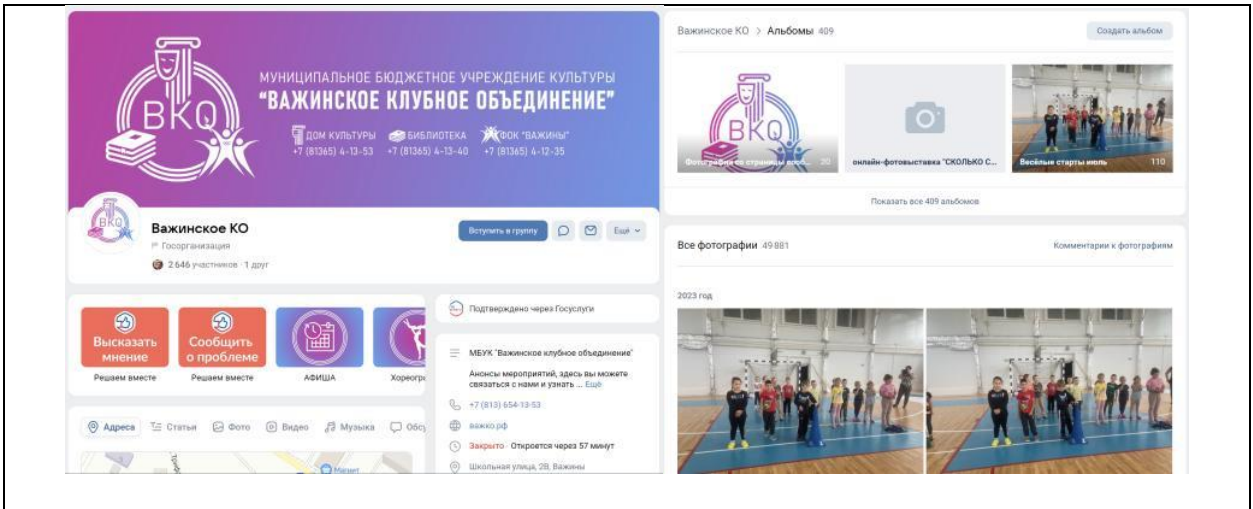 ВКО
МУНИЦИПАЛЬНОЕ БЮДЖЕТНОЕ УЧРЕЖДЕНИЕ КУЛЬТУРЫ
"ВАЖИНСКОЕ КЛУБНОЕ ОБЪЕДИНЕНИЕ"
ДОМ КУЛЬТУРЫ БИБЛИОТЕКА ФОК "ВАЖИНЫ"
+7 (81365) 4-13-53 +7 (81365) 4-13-40 +7 (81365) 4-12-35
ВКО
Важинское КО
Госорганизация
2 646 участников · 1 друг
Вступить в группу Ещё
Высказать мнение
Сообщить о проблеме
Решаем вместе Решаем вместе АФИША Хореогр
Адреса Статьи Фото Видео Музыка Обсу
Магнит
Подтверждено через Госуслуги
МБУК "Важинское клубное объединение"
Анонсы мероприятий, здесь вы можете
связаться с нами и узнать ... Ещё
+7 (813) 654-13-53
важко.рф
Закрыто · Откроется через 57 минут
Школьная улица, 2В, Важины
Важинское КО > Альбомы 409
Создать альбом
ВКО
Фотографии со страницы сооб... 20
онлайн-фотовыставка "СКОЛЬКО С...
Весёлые старты июль 110
Показать все 409 альбомов
Все фотографии 49 881
Комментарии к фотографиям
2023 год